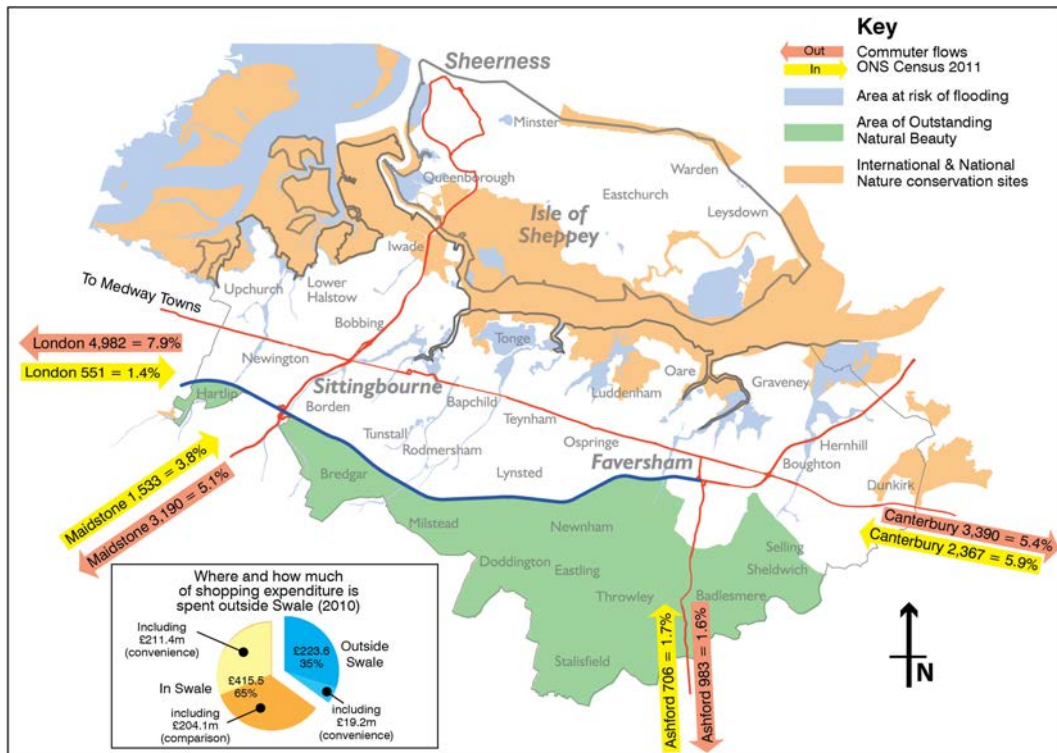 Key
Out
Commuter flows
In
ONS Census 2011
Area at risk of flooding
Area of Outstanding
Natural Beauty
International & National
Nature conservation sites
Sheerness
Minster
Queenborough
Warden
Eastchurch
Leysdown
Isle of
Sheppey
Iwade
Upchurch
Lower
Halstow
To Medway Towns
Bobbing
London 4,982 = 7.9%
London 551 = 1.4%
Newington
Hartlip
Sittingbourne
Tonge
Oare
Graveney
Borden
Bapchild
Luddenham
Teynham
Tunstall
Rodmersham
Ospringe
Hernhill
Boughton
Bredgar
Lynsted
Faversham
Dunkirk
Maidstone 1,533 = 3.8%
Maidstone 3,190 = 5.1%
Canterbury 3,390 = 5.4%
Canterbury 2,367 = 5.9%
Milstead
Newnham
Selling
Doddington
Eastling
Sheldwich
Throwley
Badlesmere
Stalisfield
Ashford 706 = 1.7%
Ashford 983 = 1.6%
N
Where and how much
of shopping expenditure is
spent outside Swale (2010)
Including
£211.4m
(convenience)
£223.6
35%
Outside
Swale
In Swale
£415.5
65%
including
£204.1m
(comparison)
including
£19.2m
(convenience)